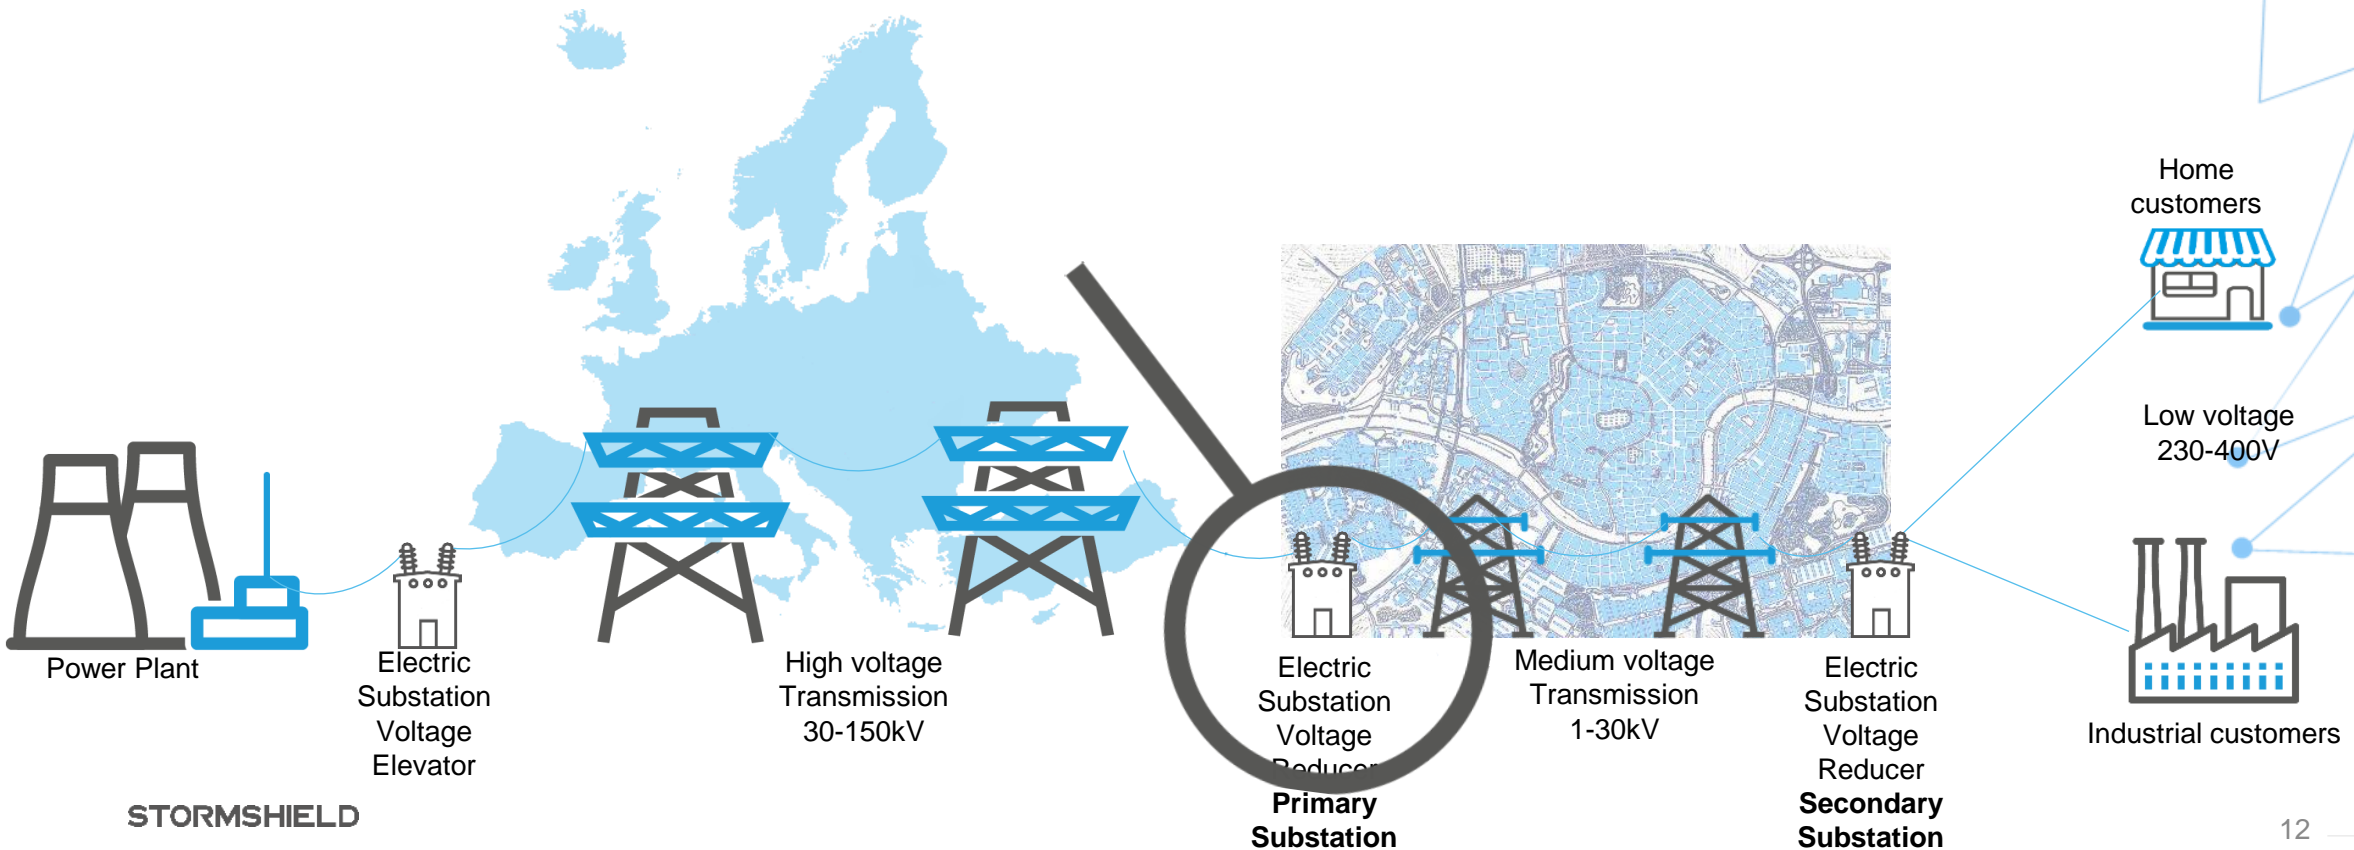 Home
customers
Low voltage
230-400V
Power Plant
Electric
Substation
Voltage
Elevator
High voltage
Transmission
30-150kV
Electric
Substation
Voltage
Reducer
Primary
Substation
Medium voltage
Transmission
1-30kV
Electric
Substation
Voltage
Reducer
Secondary
Substation
Industrial customers
STORMSHIELD
12